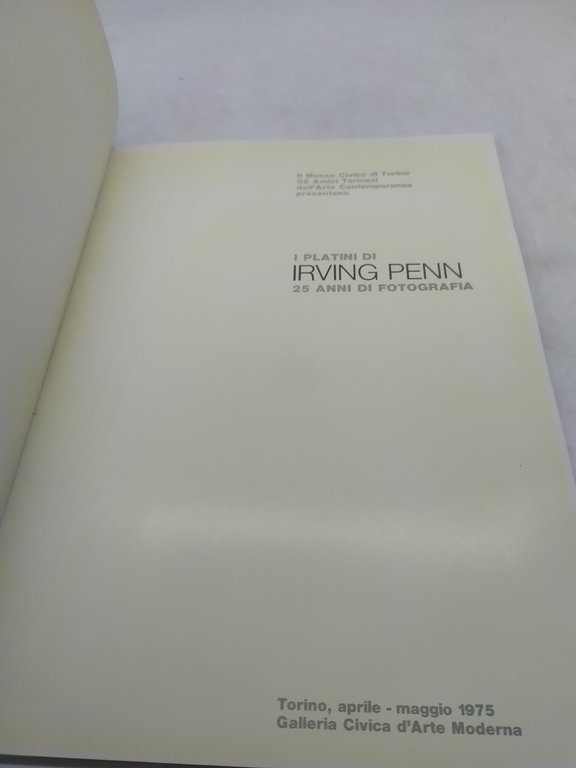 Il Museo Civico di Torino
Gli Amici Torinesi
dell'Arte Contemporanea
presentano
I PLATINI DI
IRVING PENN
25 ANNI DI FOTOGRAFIA
Torino, aprile - maggio 1975
Galleria Civica d'Arte Moderna